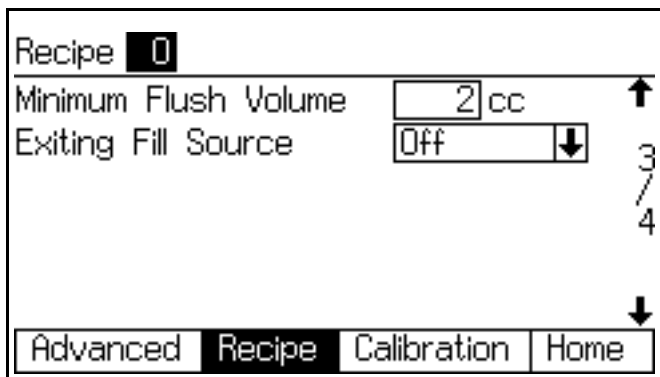 Recipe 0
Minimum Flush Volume 2 cc
Exiting Fill Source Off
3
/
4
Advanced Recipe Calibration Home